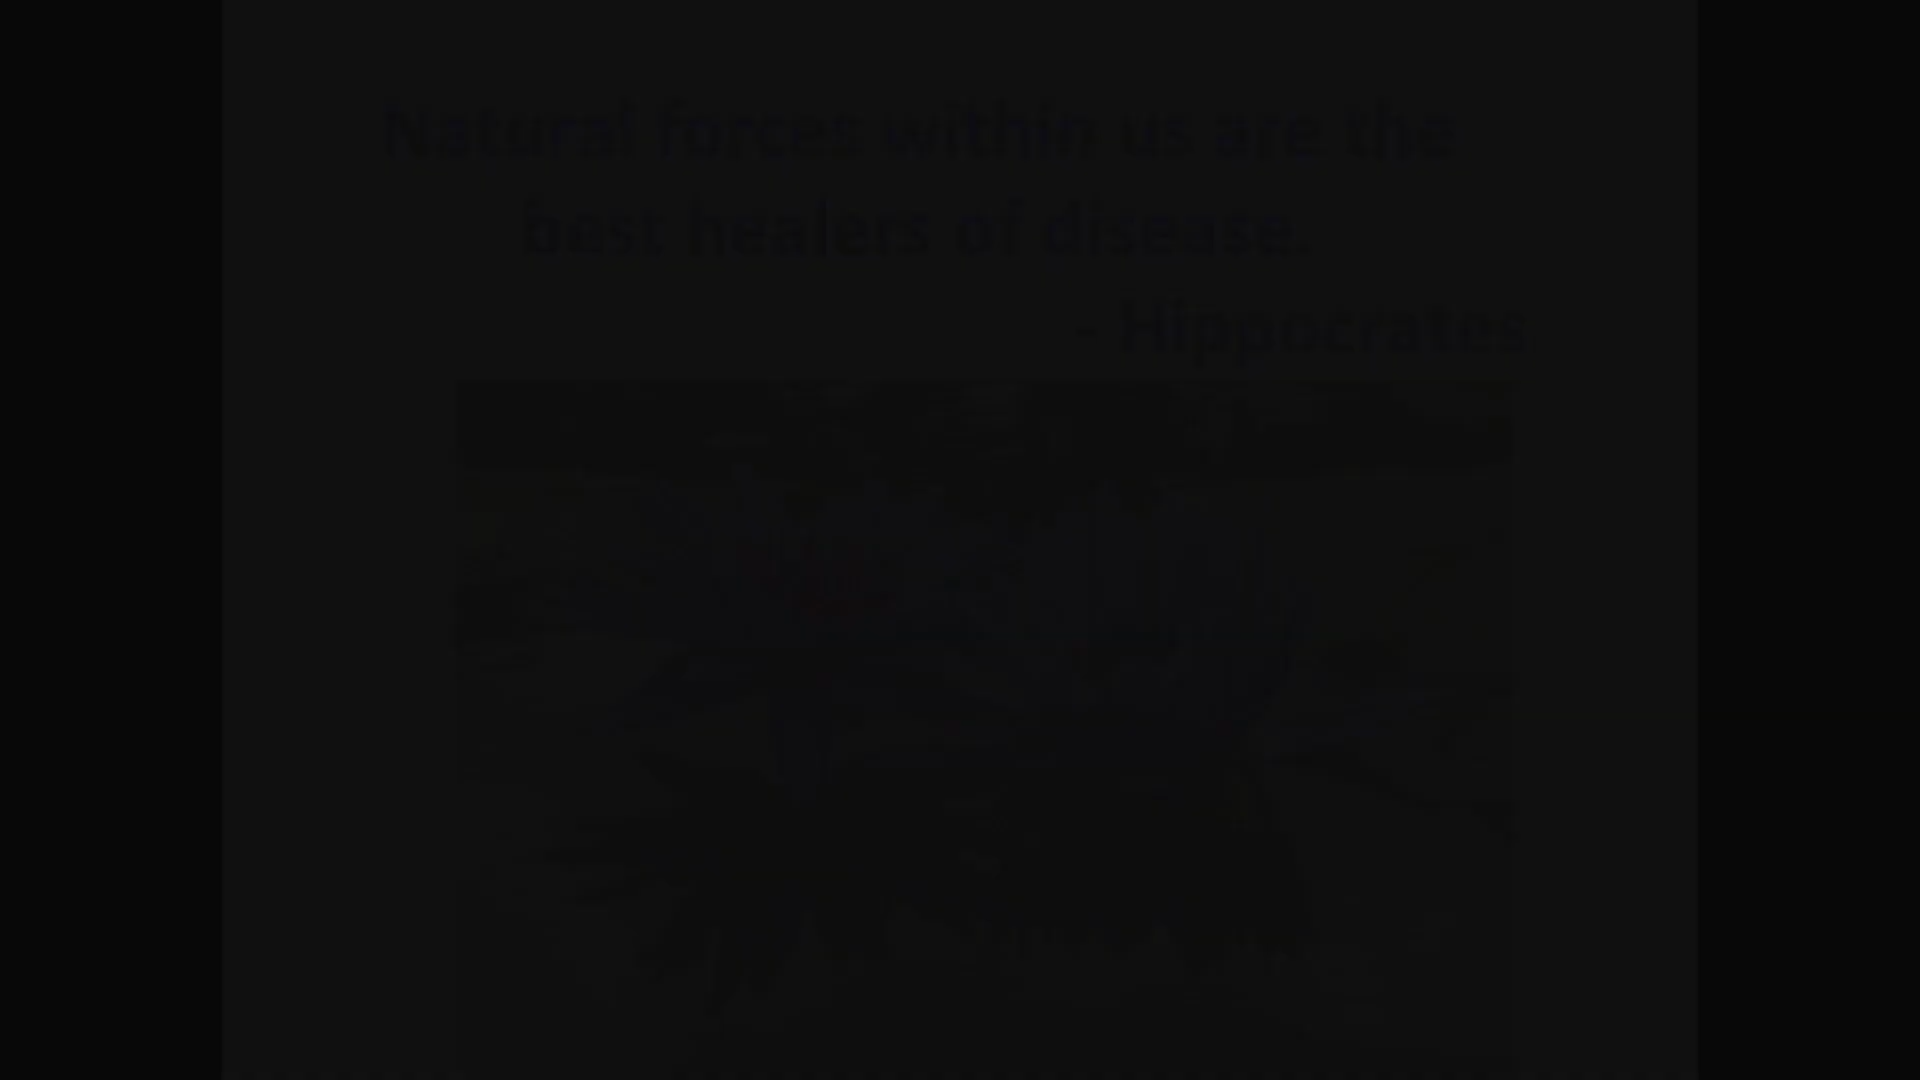 Natural forces within us are the
best healers of disease.
- Hippocrates